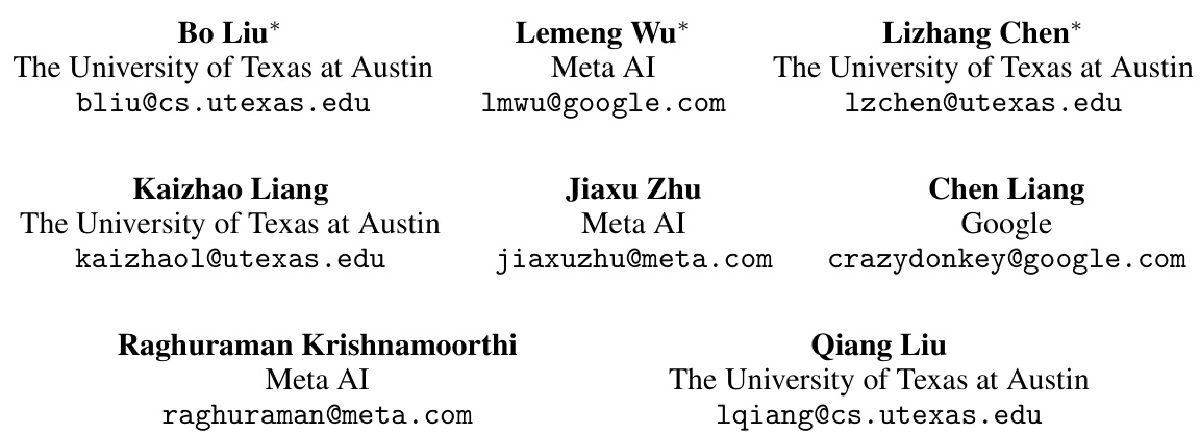 Bo Liu* Lemeng Wu* Lizhang Chen*
The University of Texas at Austin Meta AI The University of Texas at Austin
bliu@cs.utexas.edu lmwu@google.com lzchen@utexas.edu
Kaizhao Liang Jiaxu Zhu Chen Liang
The University of Texas at Austin Meta AI Google
kaizhaol@utexas.edu jiaxuzhu@meta.com crazydonkey@google.com
Raghuraman Krishnamoorthi Qiang Liu
Meta AI The University of Texas at Austin
raghuraman@meta.com lqiang@cs.utexas.edu